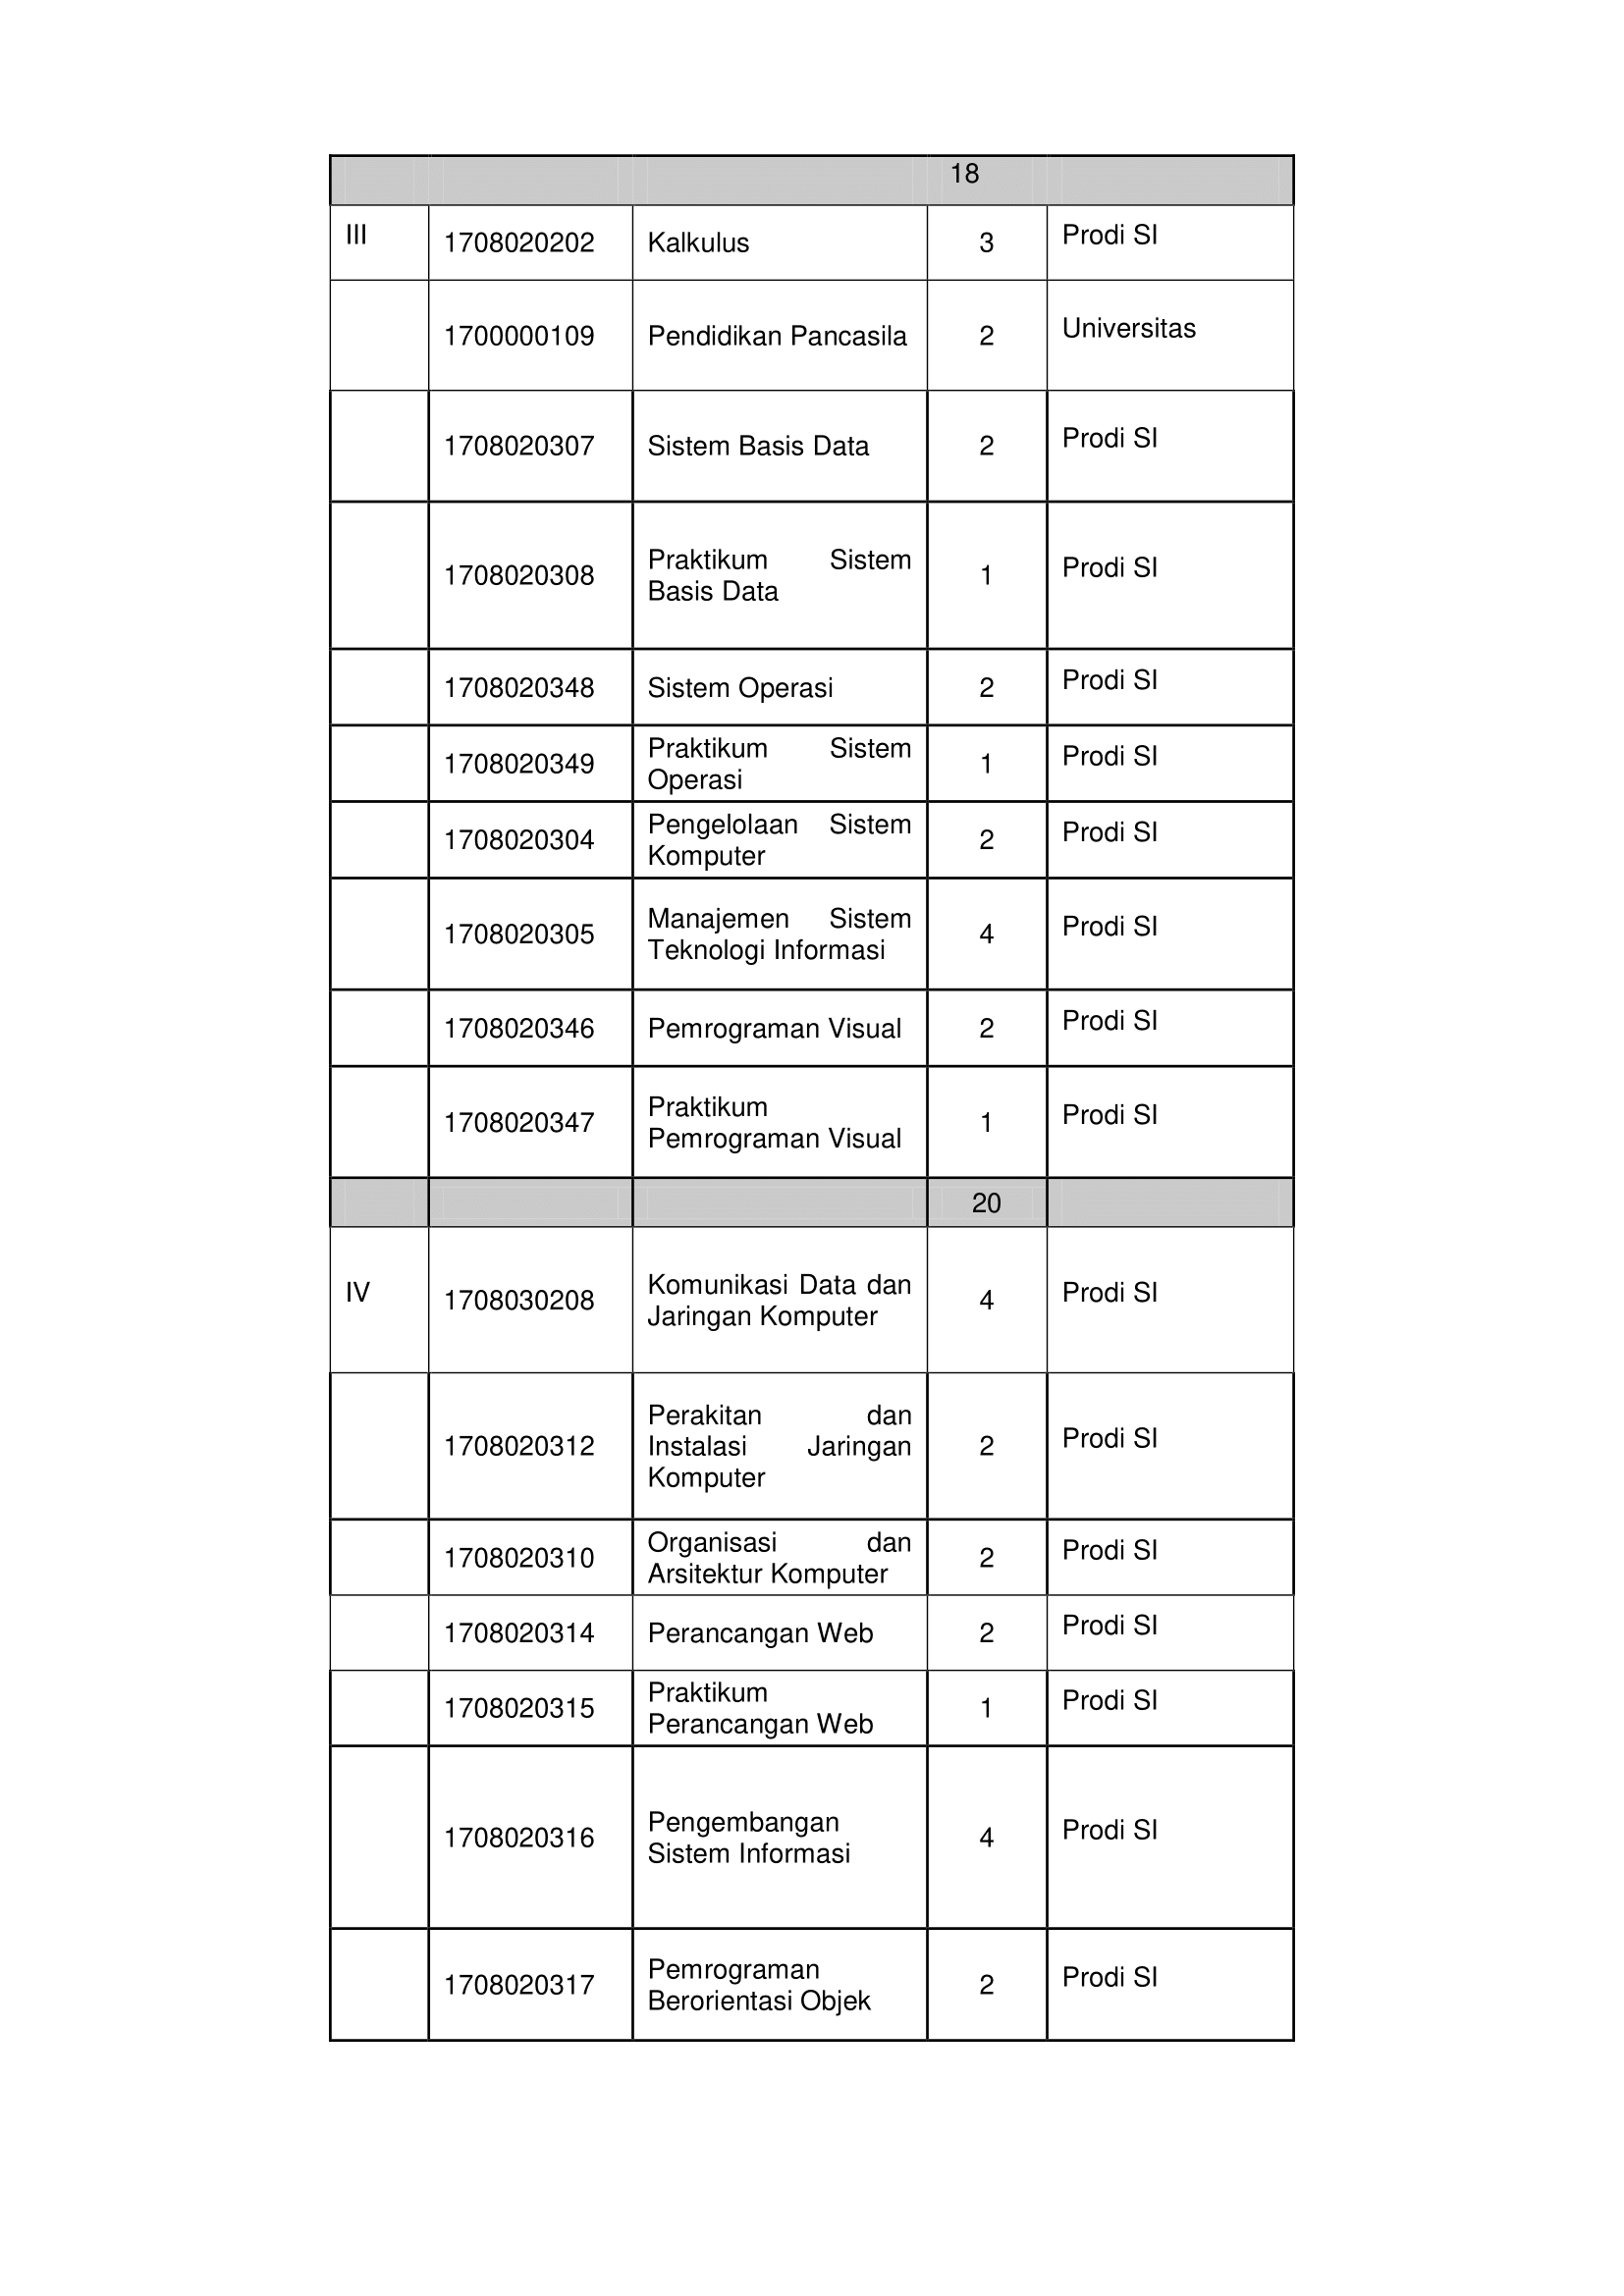 18
III 1708020202 Kalkulus 3 Prodi SI
1700000109 Pendidikan Pancasila 2 Universitas
1708020307 Sistem Basis Data 2 Prodi SI
1708020308 Praktikum Sistem
Basis Data 1 Prodi SI
1708020348 Sistem Operasi 2 Prodi SI
1708020349 Praktikum Sistem
Operasi 1 Prodi SI
1708020304 Pengelolaan Sistem
Komputer 2 Prodi SI
1708020305 Manajemen Sistem
Teknologi Informasi 4 Prodi SI
1708020346 Pemrograman Visual 2 Prodi SI
1708020347 Praktikum
Pemrograman Visual 1 Prodi SI
20
IV 1708030208 Komunikasi Data dan
Jaringan Komputer 4 Prodi SI
1708020312 Perakitan dan
Instalasi Jaringan
Komputer 2 Prodi SI
1708020310 Organisasi dan
Arsitektur Komputer 2 Prodi SI
1708020314 Perancangan Web 2 Prodi SI
1708020315 Praktikum
Perancangan Web 1 Prodi SI
1708020316 Pengembangan
Sistem Informasi 4 Prodi SI
1708020317 Pemrograman
Berorientasi Objek 2 Prodi SI